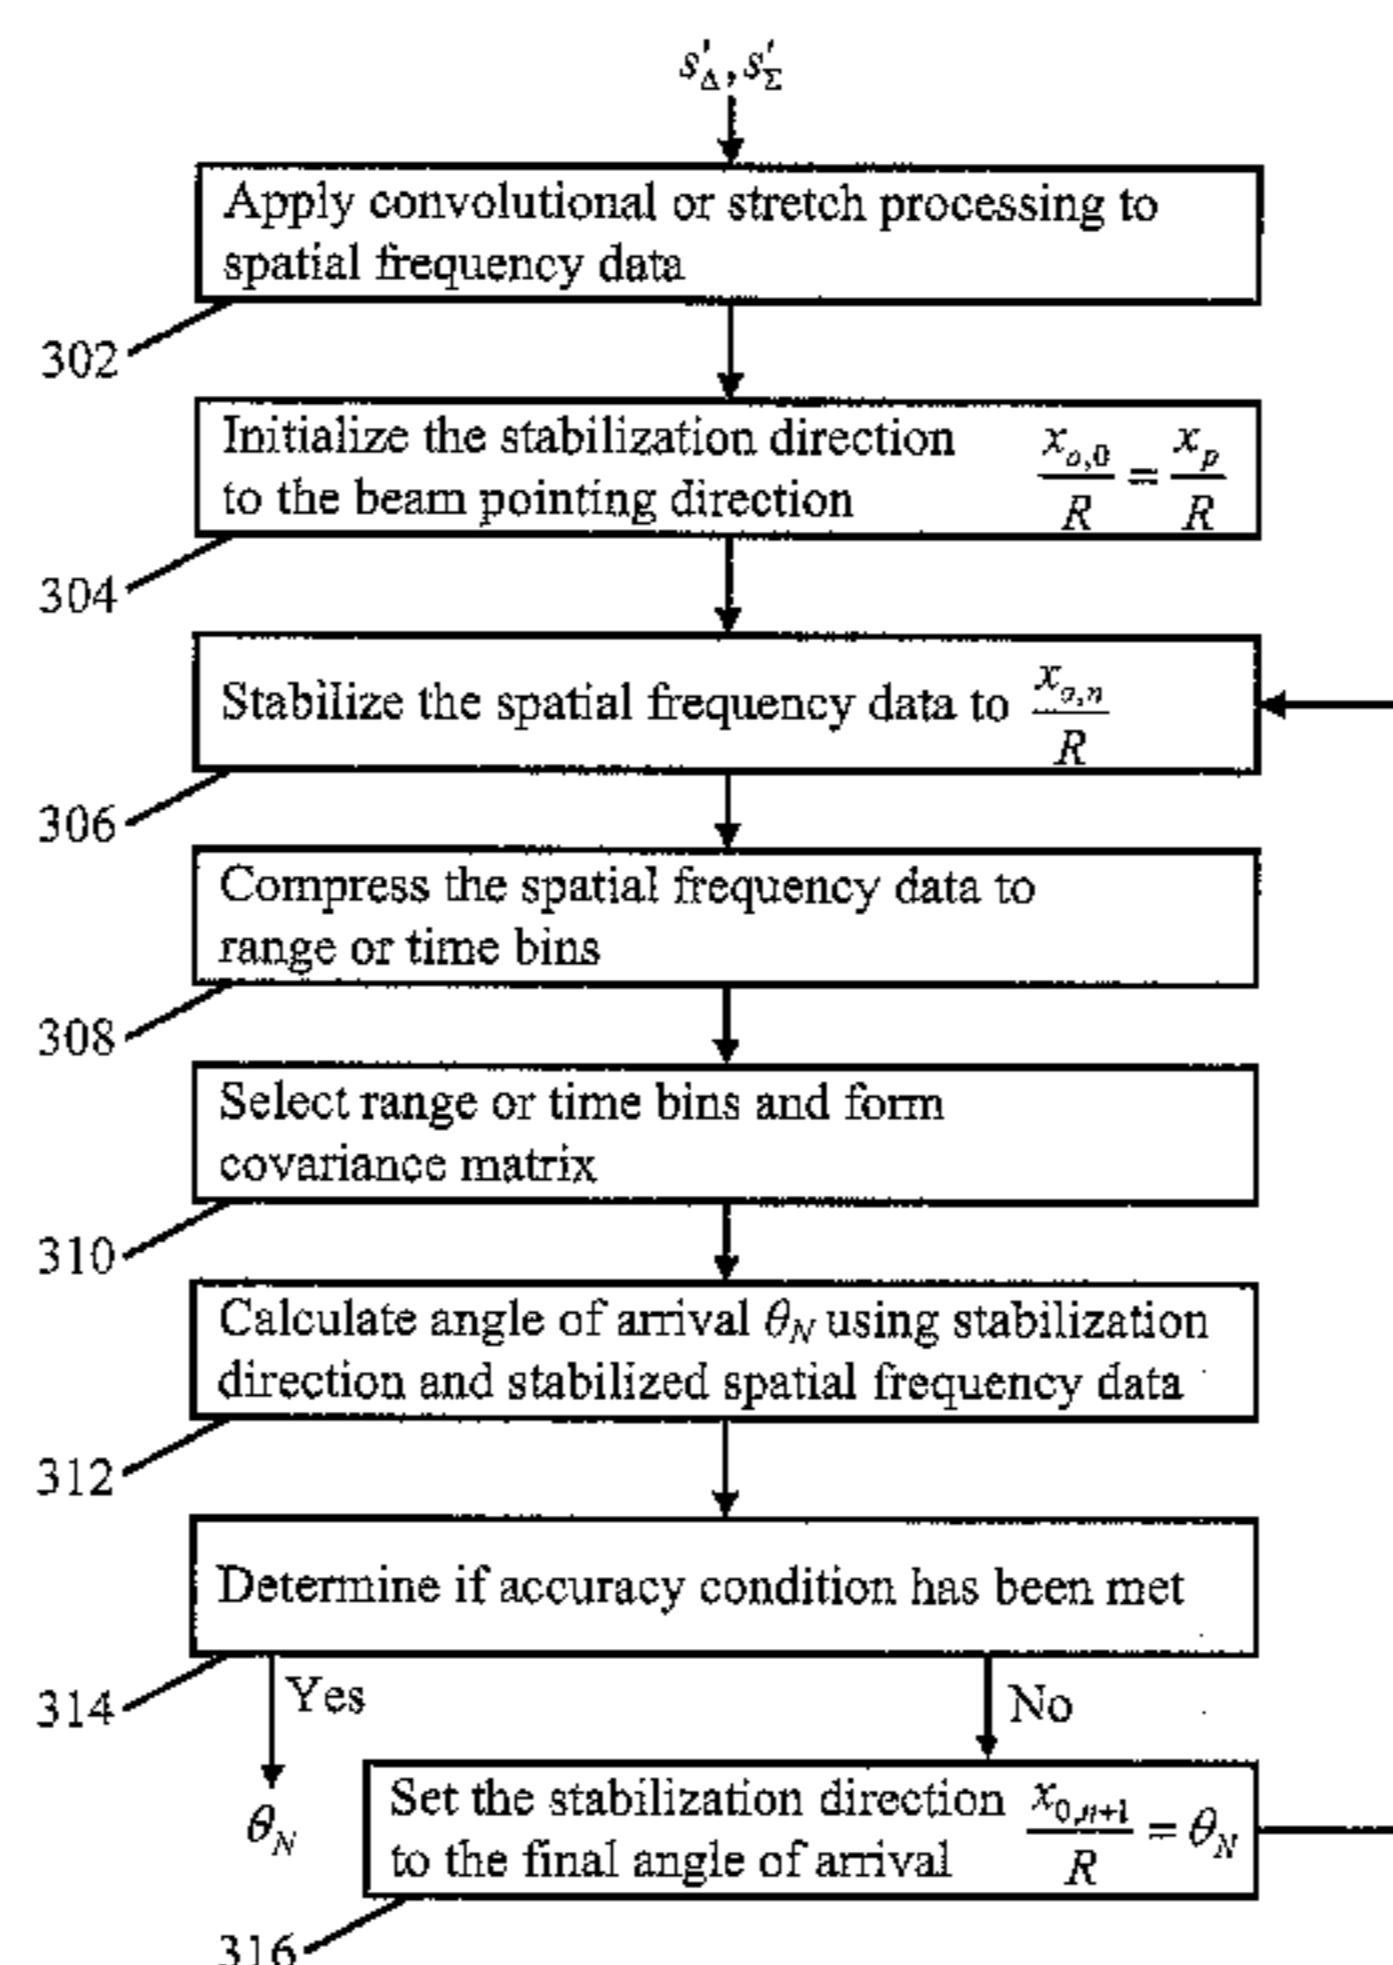 s′Δ, s′Σ
Apply convolutional or stretch processing to
spatial frequency data
302
Initialize the stabilization direction
to the beam pointing direction
x_{o,0}/R = x_p/R
304
Stabilize the spatial frequency data to x_{o,n}/R
306
Compress the spatial frequency data to
range or time bins
308
Select range or time bins and form
covariance matrix
310
Calculate angle of arrival θ_N using stabilization
direction and stabilized spatial frequency data
312
Determine if accuracy condition has been met
314
Yes
No
θ_N
Set the stabilization direction
to the final angle of arrival
x_{0,n+1}/R = θ_N
316